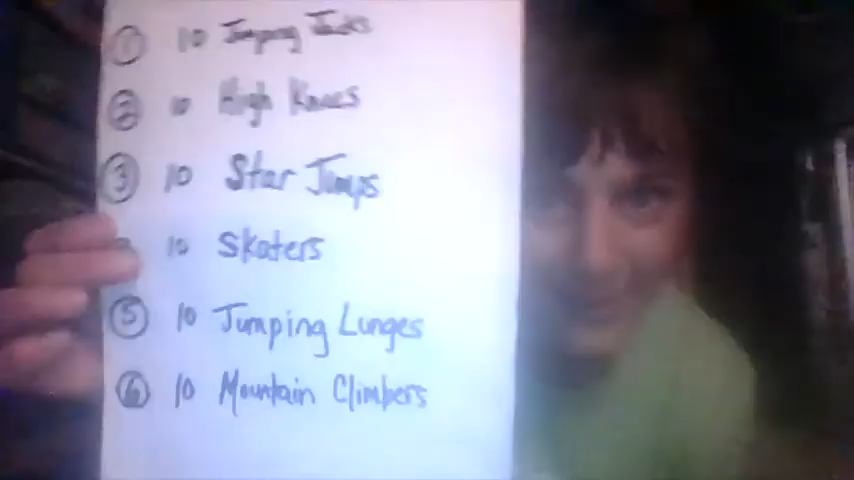 ① 10 Jumping Jacks
② 10 High Knees
③ 10 Star Jumps
10 Skaters
⑤ 10 Jumping Lunges
⑥ 10 Mountain Climbers